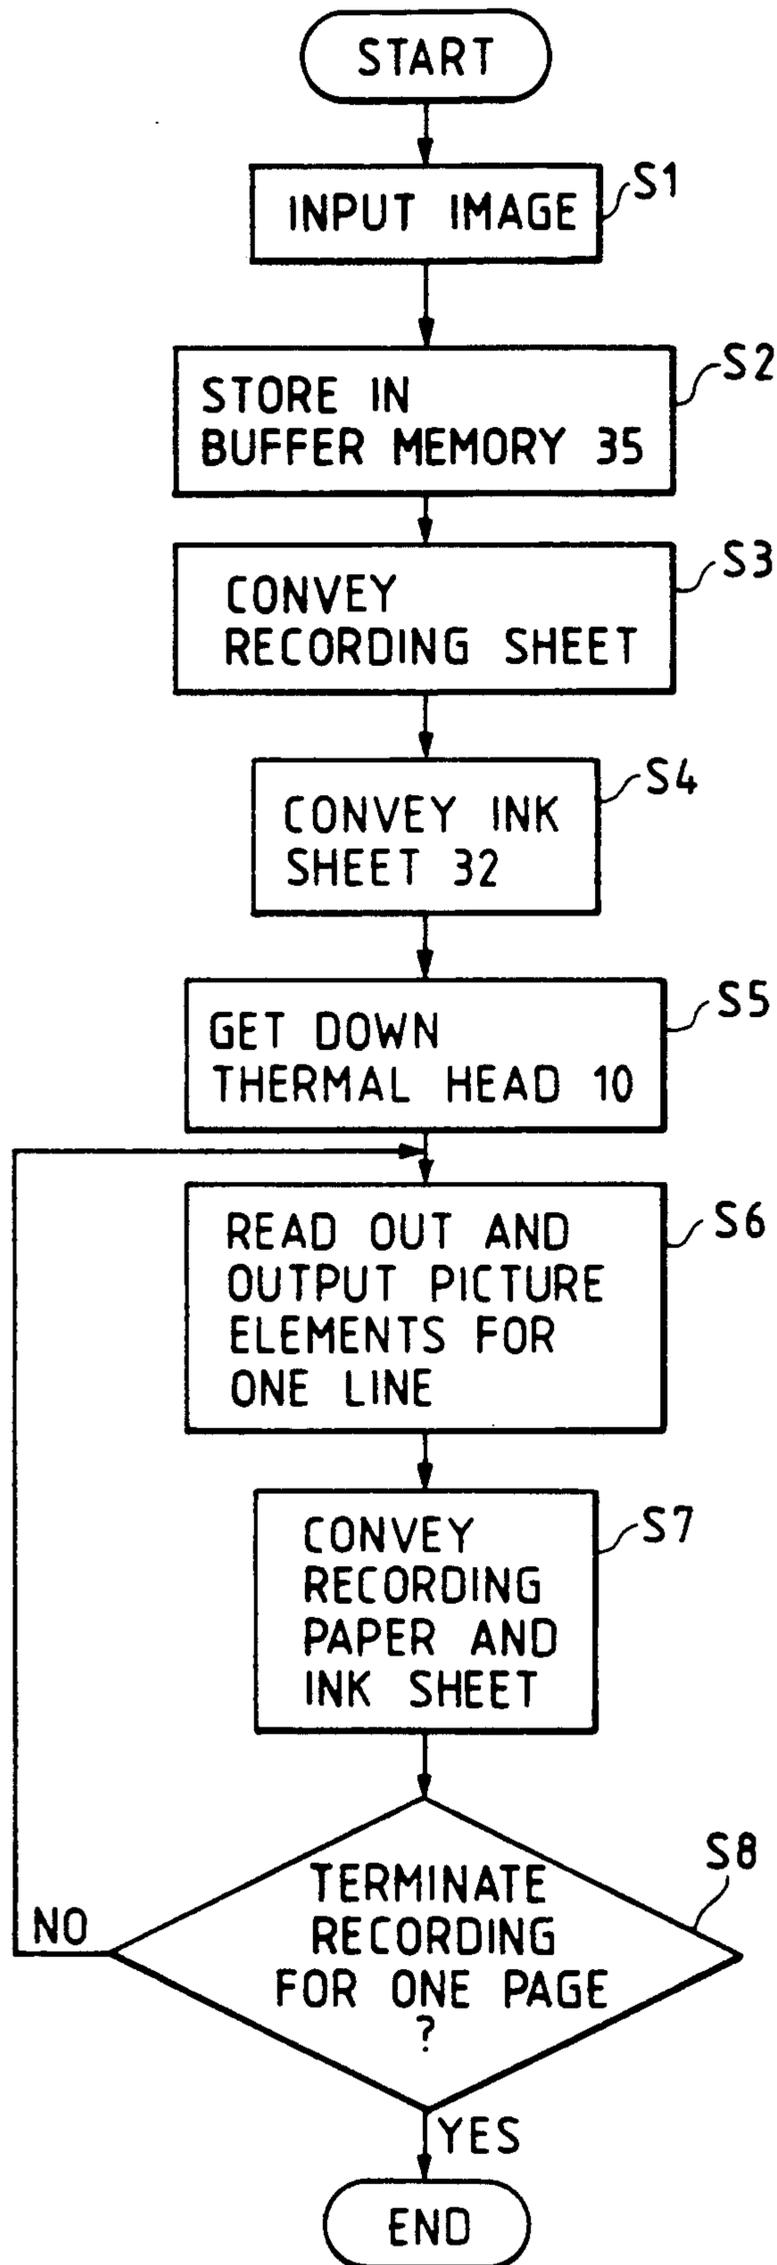 START
INPUT IMAGE
S1
STORE IN
BUFFER MEMORY 35
S2
CONVEY
RECORDING SHEET
S3
CONVEY INK
SHEET 32
S4
GET DOWN
THERMAL HEAD 10
S5
READ OUT AND
OUTPUT PICTURE
ELEMENTS FOR
ONE LINE
S6
CONVEY
RECORDING
PAPER AND
INK SHEET
S7
TERMINATE
RECORDING
FOR ONE PAGE
?
S8
NO
YES
END